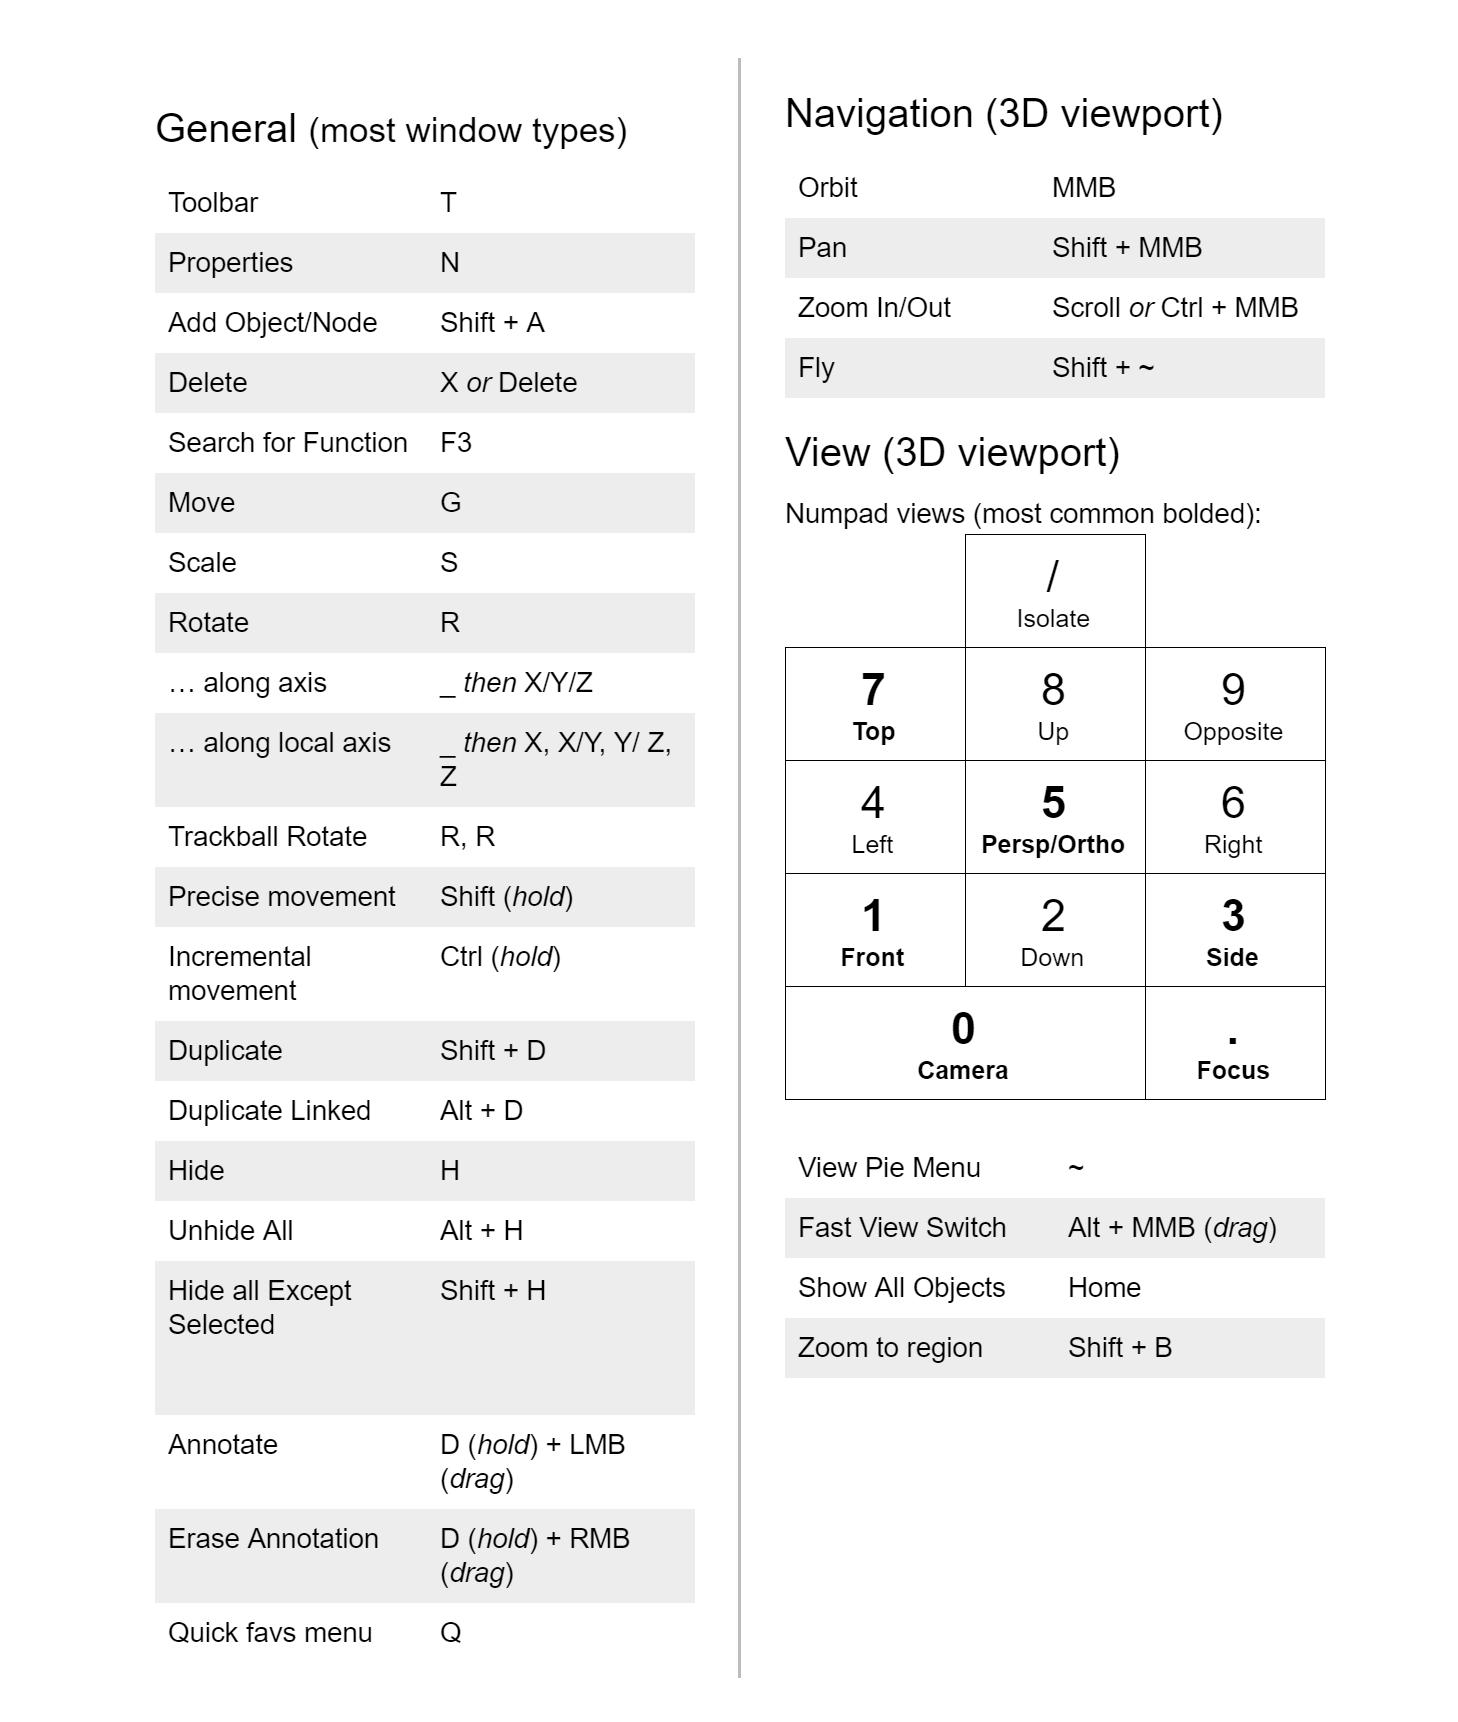 General (most window types)
Toolbar T
Properties N
Add Object/Node Shift + A
Delete X or Delete
Search for Function F3
Move G
Scale S
Rotate R
… along axis _ then X/Y/Z
… along local axis _ then X, X/Y, Y/ Z,
Z
Trackball Rotate R, R
Precise movement Shift (hold)
Incremental Ctrl (hold)
movement
Duplicate Shift + D
Duplicate Linked Alt + D
Hide H
Unhide All Alt + H
Hide all Except Shift + H
Selected
Annotate D (hold) + LMB
(drag)
Erase Annotation D (hold) + RMB
(drag)
Quick favs menu Q
Navigation (3D viewport)
Orbit MMB
Pan Shift + MMB
Zoom In/Out Scroll or Ctrl + MMB
Fly Shift + ~
View (3D viewport)
Numpad views (most common bolded):
/
Isolate
7 8 9
Top Up Opposite
4 5 6
Left Persp/Ortho Right
1 2 3
Front Down Side
0 .
Camera Focus
View Pie Menu ~
Fast View Switch Alt + MMB (drag)
Show All Objects Home
Zoom to region Shift + B